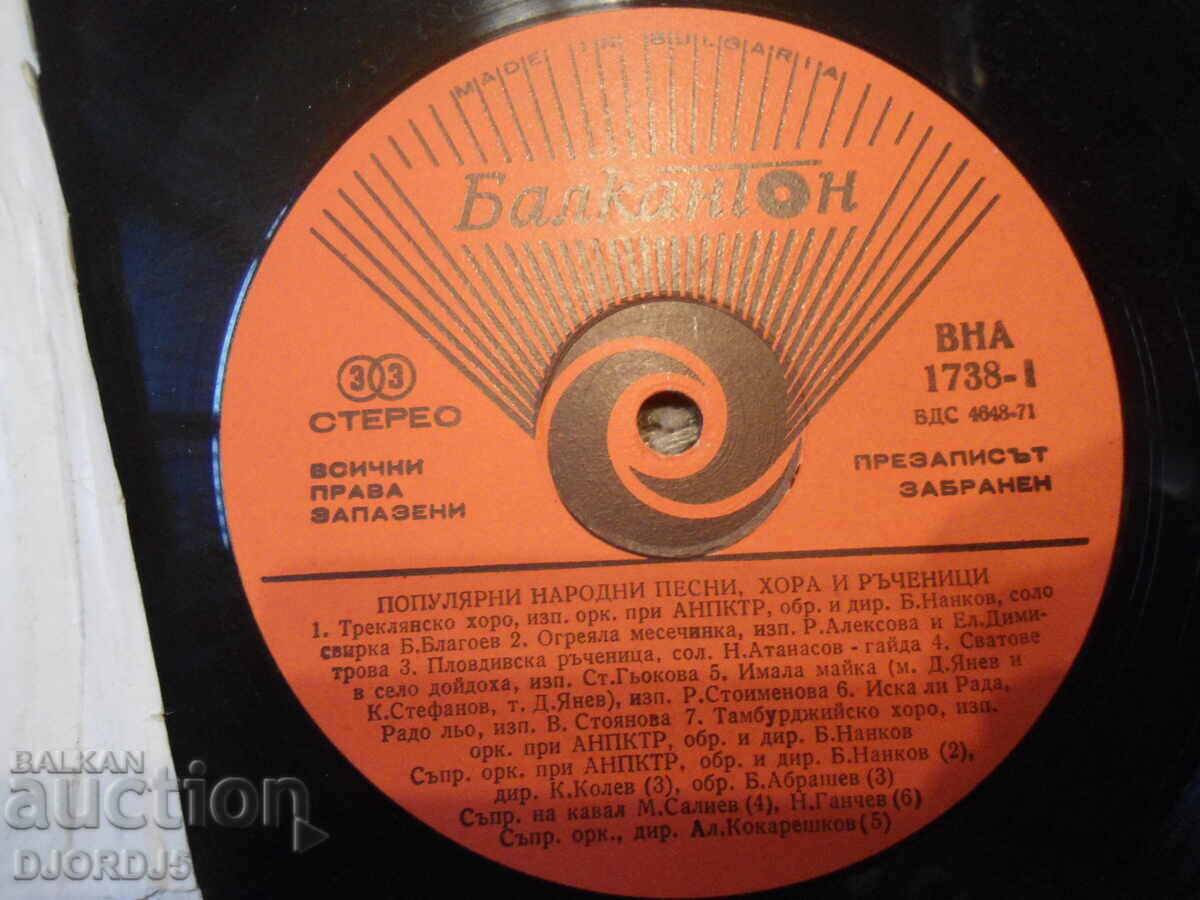 MADE IN BULGARIA
Балкантон
33
СТЕРЕО
ВСИЧКИ
ПРАВА
ЗАПАЗЕНИ
ВНА
1738-I
БДС 4648-71
ПРЕЗАПИСЪТ
ЗАБРАНЕН
ПОПУЛЯРНИ НАРОДНИ ПЕСНИ, ХОРА И РЪЧЕНИЦИ
1. Треклянско хоро, изп. орк. при АНПКТР, обр. и дир. Б.Нанков, соло
свирка Б.Благоев 2. Огреяла месечинка, изп. Р.Алексова и Ел.Дими-
трова 3. Пловдивска ръченица, сол. Н.Атанасов - гайда 4. Сватове
в село дойдоха, изп. Ст.Гьокова 5. Имала майка (м. Д.Янев и
К.Стефанов, т. Д.Янев), изп. Р.Стоименова 6. Иска ли Рада,
Радо льо, изп. В. Стоянова 7. Тамбурджийско хоро, изп.
орк. при АНПКТР, обр. и дир. Б.Нанков
Съпр. орк. при АНПКТР, обр. и дир. Б.Нанков (2),
дир. К.Колев (3), обр. Б.Абрашев (3)
Съпр. на кавал М.Салиев (4), Н.Ганчев (6)
Съпр. орк., дир. Ал.Кокарешков (5)
BALKAN
auction
DJORDJ5